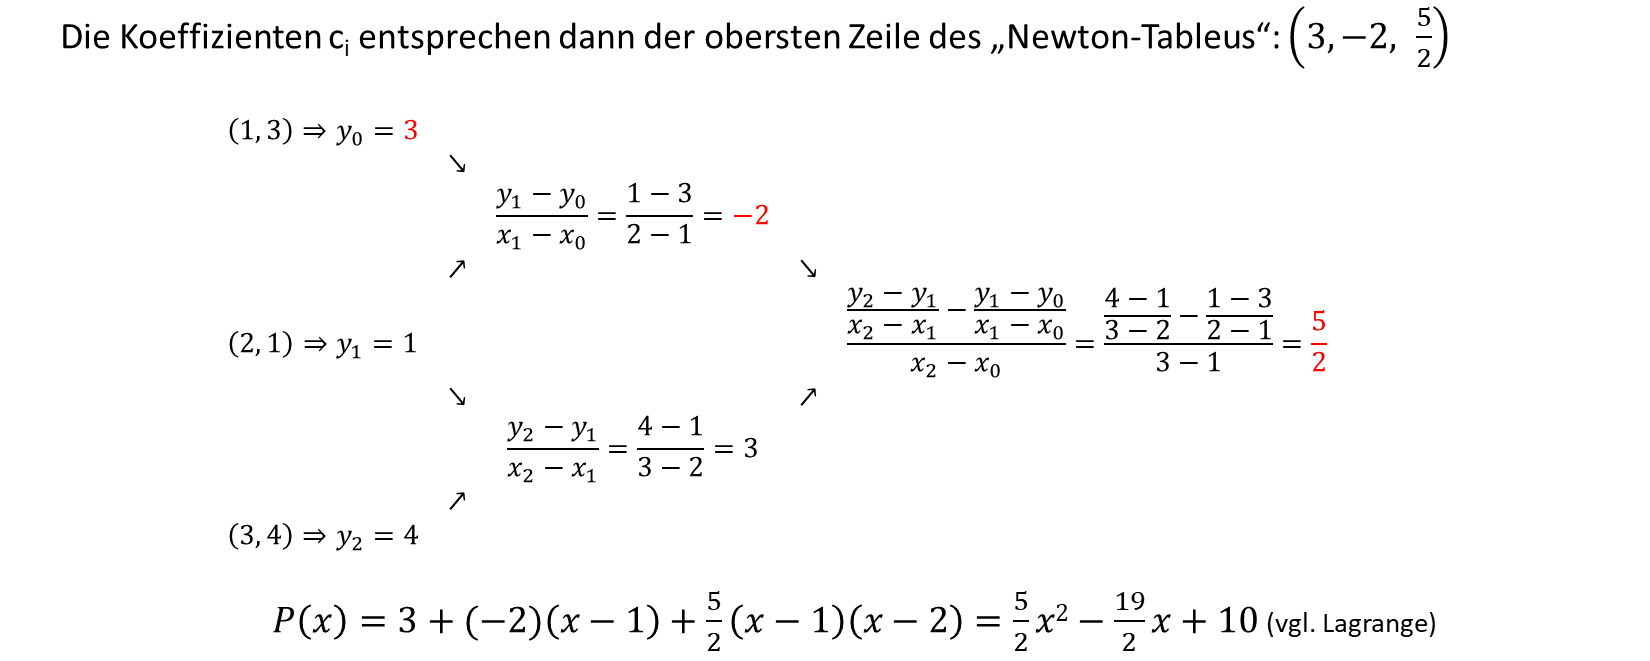 Die Koeffizienten cᵢ entsprechen dann der obersten Zeile des „Newton-Tableus“: (3, −2, 5/2)
(1, 3) ⇒ y₀ = 3
↘
(y₁ − y₀)/(x₁ − x₀) = (1 − 3)/(2 − 1) = −2
↗ ↘
((y₂ − y₁)/(x₂ − x₁) − (y₁ − y₀)/(x₁ − x₀))/(x₂ − x₀) = ((4 − 1)/(3 − 2) − (1 − 3)/(2 − 1))/(3 − 1) = 5/2
(2, 1) ⇒ y₁ = 1
↘ ↗
(y₂ − y₁)/(x₂ − x₁) = (4 − 1)/(3 − 2) = 3
↗
(3, 4) ⇒ y₂ = 4
P(x) = 3 + (−2)(x − 1) + 5/2 (x − 1)(x − 2) = 5/2 x² − 19/2 x + 10 (vgl. Lagrange)